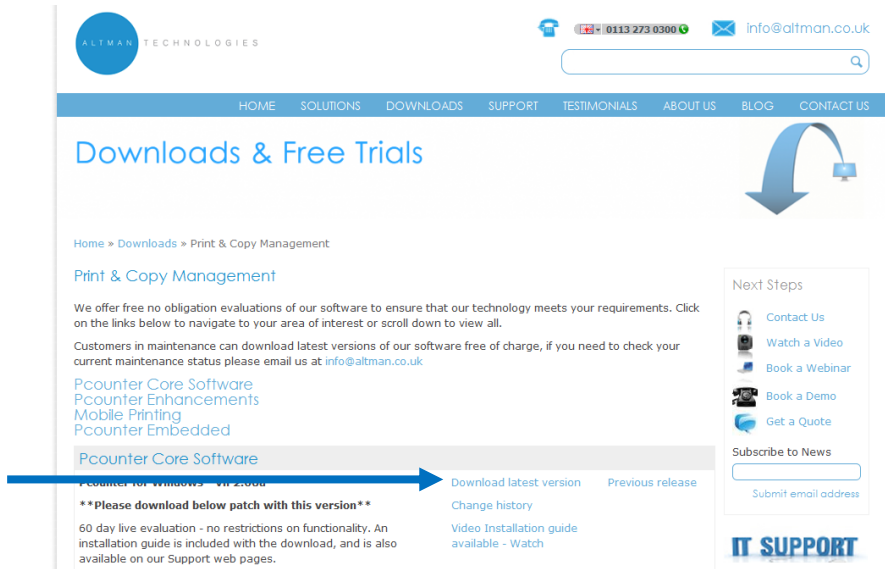 ALTMAN TECHNOLOGIES
0113 273 0300
info@altman.co.uk
HOME SOLUTIONS DOWNLOADS SUPPORT TESTIMONIALS ABOUT US BLOG CONTACT US
Downloads & Free Trials
Home » Downloads » Print & Copy Management
Print & Copy Management
We offer free no obligation evaluations of our software to ensure that our technology meets your requirements. Click
on the links below to navigate to your area of interest or scroll down to view all.
Customers in maintenance can download latest versions of our software free of charge, if you need to check your
current maintenance status please email us at info@altman.co.uk
Pcounter Core Software
Pcounter Enhancements
Mobile Printing
Pcounter Embedded
Pcounter Core Software
Pcounter for Windows
Download latest version Previous release
**Please download below patch with this version**
Change history
60 day live evaluation - no restrictions on functionality. An
installation guide is included with the download, and is also
available on our Support web pages.
Video Installation guide
available - Watch
Next Steps
Contact Us
Watch a Video
Book a Webinar
Book a Demo
Get a Quote
Subscribe to News
Submit email address
IT SUPPORT